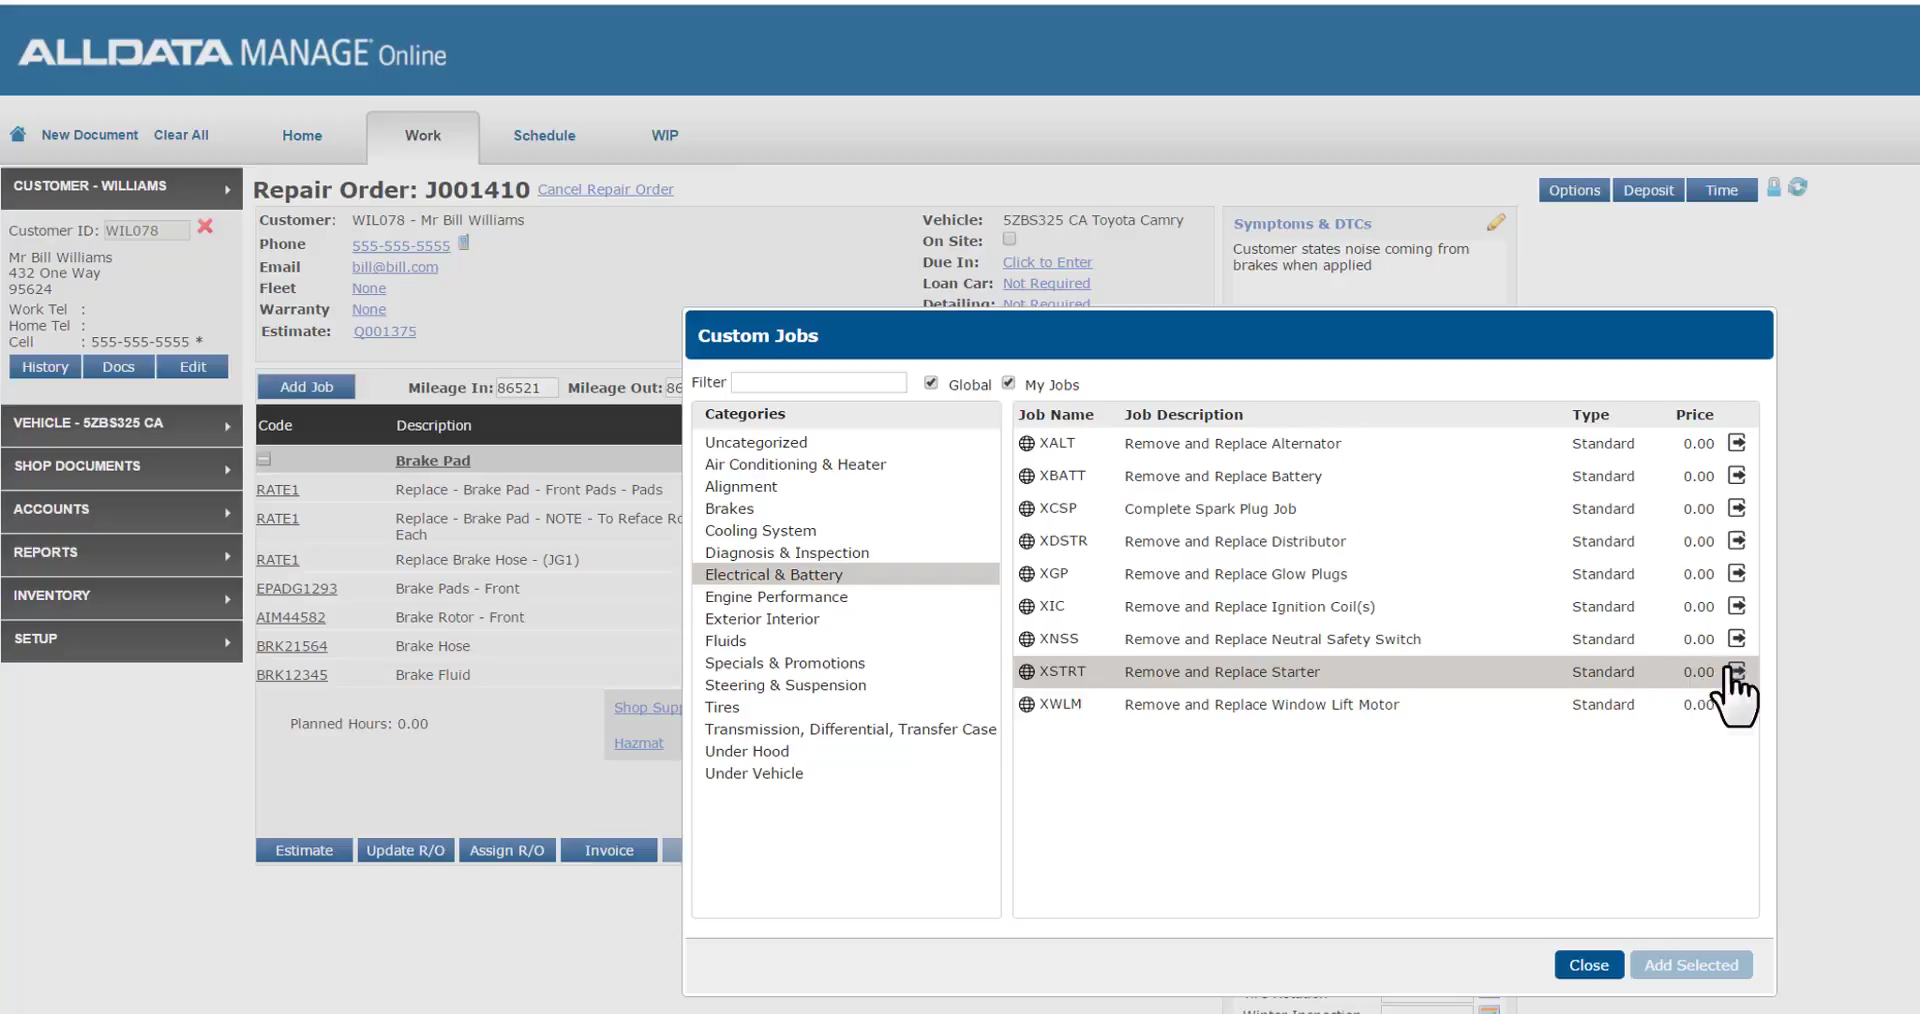 ALLDATA MANAGE Online
New Document Clear All Home Work Schedule WIP
CUSTOMER - WILLIAMS
Customer ID: WIL078
Mr Bill Williams
432 One Way
95624
Work Tel :
Home Tel :
Cell : 555-555-5555 *
History Docs Edit
VEHICLE - 5ZBS325 CA
SHOP DOCUMENTS
ACCOUNTS
REPORTS
INVENTORY
SETUP
Repair Order: J001410 Cancel Repair Order
Options Deposit Time
Customer: WIL078 - Mr Bill Williams
Phone 555-555-5555
Email bill@bill.com
Fleet None
Warranty None
Estimate: Q001375
Vehicle: 5ZBS325 CA Toyota Camry
On Site:
Due In: Click to Enter
Loan Car: Not Required
Detailing: Not Required
Symptoms & DTCs
Customer states noise coming from
brakes when applied
Add Job Mileage In: 86521 Mileage Out: 86
Code Description
Brake Pad
RATE1 Replace - Brake Pad - Front Pads - Pads
RATE1 Replace - Brake Pad - NOTE - To Reface Ro
Each
RATE1 Replace Brake Hose - (JG1)
EPADG1293 Brake Pads - Front
AIM44582 Brake Rotor - Front
BRK21564 Brake Hose
BRK12345 Brake Fluid
Planned Hours: 0.00
Shop Supp
Hazmat
Estimate Update R/O Assign R/O Invoice
Custom Jobs
Filter Global My Jobs
Categories
Uncategorized
Air Conditioning & Heater
Alignment
Brakes
Cooling System
Diagnosis & Inspection
Electrical & Battery
Engine Performance
Exterior Interior
Fluids
Specials & Promotions
Steering & Suspension
Tires
Transmission, Differential, Transfer Case
Under Hood
Under Vehicle
Job Name Job Description Type Price
XALT Remove and Replace Alternator Standard 0.00
XBATT Remove and Replace Battery Standard 0.00
XCSP Complete Spark Plug Job Standard 0.00
XDSTR Remove and Replace Distributor Standard 0.00
XGP Remove and Replace Glow Plugs Standard 0.00
XIC Remove and Replace Ignition Coil(s) Standard 0.00
XNSS Remove and Replace Neutral Safety Switch Standard 0.00
XSTRT Remove and Replace Starter Standard 0.00
XWLM Remove and Replace Window Lift Motor Standard 0.00
Close Add Selected